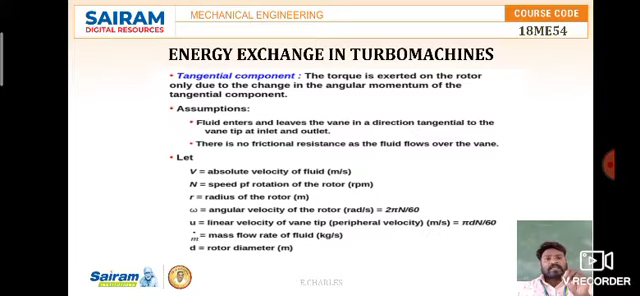 SAIRAM
DIGITAL RESOURCES
MECHANICAL ENGINEERING
COURSE CODE
18ME54
ENERGY EXCHANGE IN TURBOMACHINES
• Tangential component : The torque is exerted on the rotor
only due to the change in the angular momentum of the
tangential component.
• Assumptions:
• Fluid enters and leaves the vane in a direction tangential to the
vane tip at inlet and outlet.
• There is no frictional resistance as the fluid flows over the vane.
• Let
V = absolute velocity of fluid (m/s)
N = speed pf rotation of the rotor (rpm)
r = radius of the rotor (m)
ω = angular velocity of the rotor (rad/s) = 2πN/60
u = linear velocity of vane tip (peripheral velocity) (m/s) = πdN/60
ṁ = mass flow rate of fluid (kg/s)
d = rotor diameter (m)
Sairam
INSTITUTIONS
E.CHARLES
V RECORDER